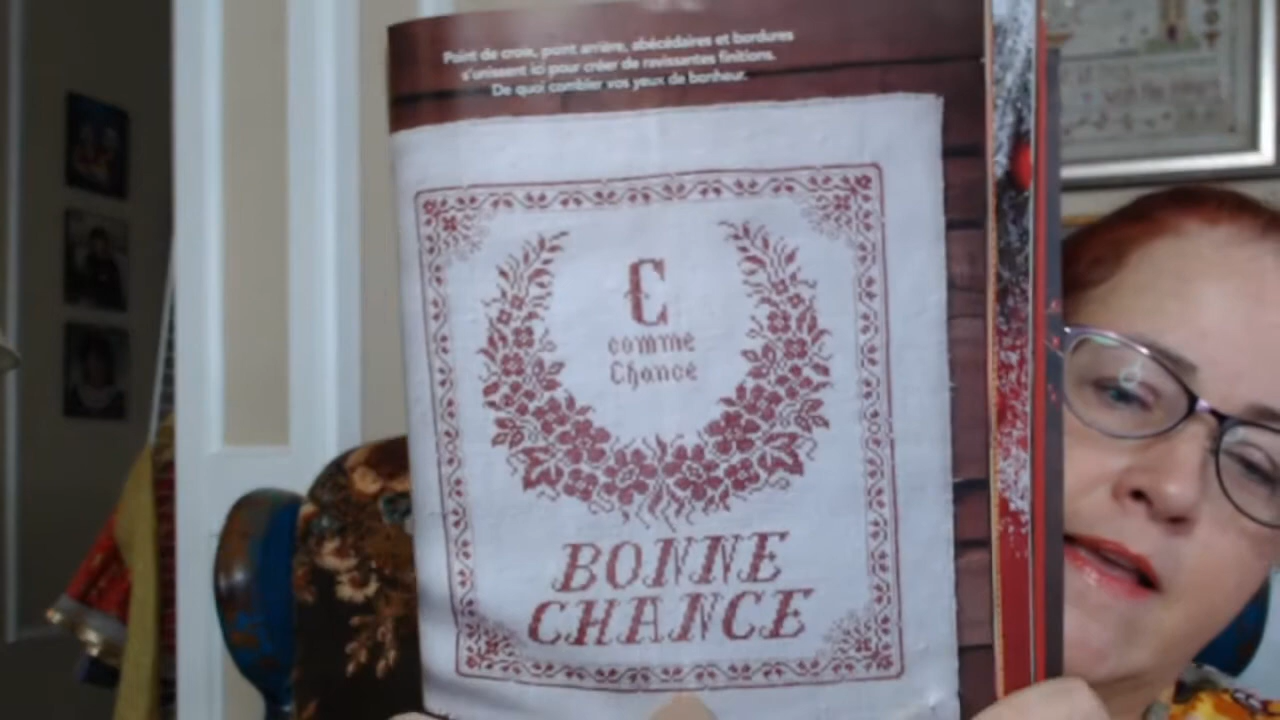 Point de croix, point arrière, abécédaires et bordures
s'unissent ici pour créer de ravissantes finitions.
De quoi combler vos yeux de bonheur.
C
comme
Chance
BONNE
CHANCE